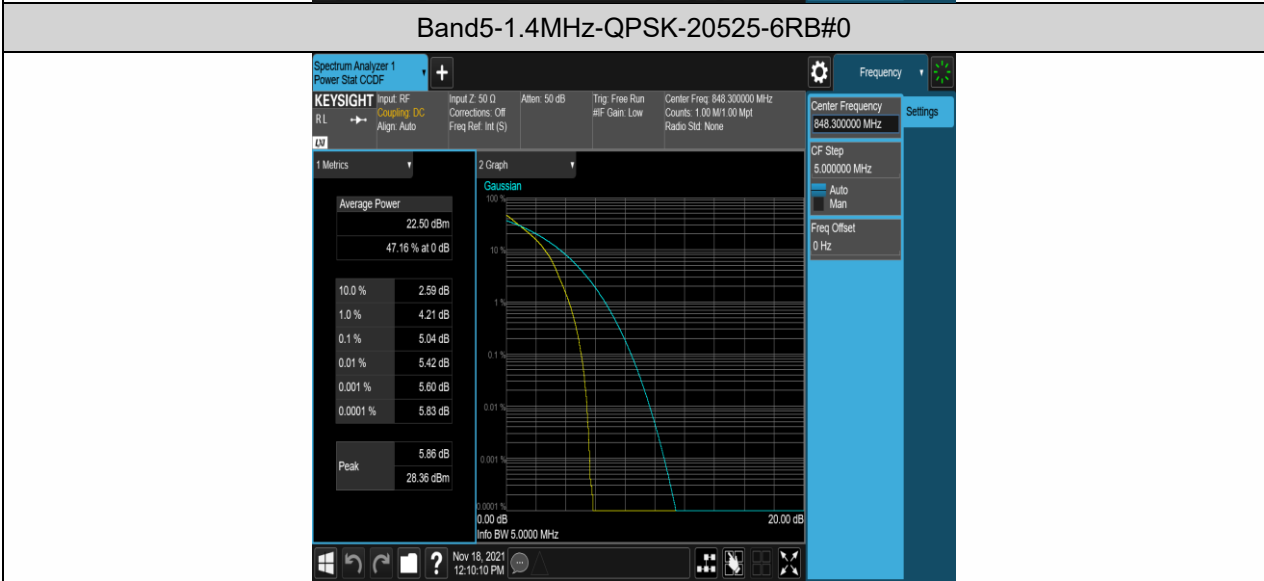 Band5-1.4MHz-QPSK-20525-6RB#0
Spectrum Analyzer 1
Power Stat CCDF
Frequency
KEYSIGHT
RL
LXI
Input: RF
Coupling: DC
Align: Auto
Input Z: 50 Ω
Corrections: Off
Freq Ref: Int (S)
Atten: 50 dB
Trig: Free Run
#IF Gain: Low
Center Freq: 848.300000 MHz
Counts: 1.00 M/1.00 Mpt
Radio Std: None
Center Frequency
848.300000 MHz
Settings
CF Step
5.000000 MHz
Auto
Man
Freq Offset
0 Hz
1 Metrics
Average Power
22.50 dBm
47.16 % at 0 dB
10.0 % 2.59 dB
1.0 % 4.21 dB
0.1 % 5.04 dB
0.01 % 5.42 dB
0.001 % 5.60 dB
0.0001 % 5.83 dB
Peak
5.86 dB
28.36 dBm
2 Graph
Gaussian
100 %
10 %
1 %
0.1 %
0.01 %
0.001 %
0.0001 %
0.00 dB 20.00 dB
Info BW 5.0000 MHz
Nov 18, 2021
12:10:10 PM